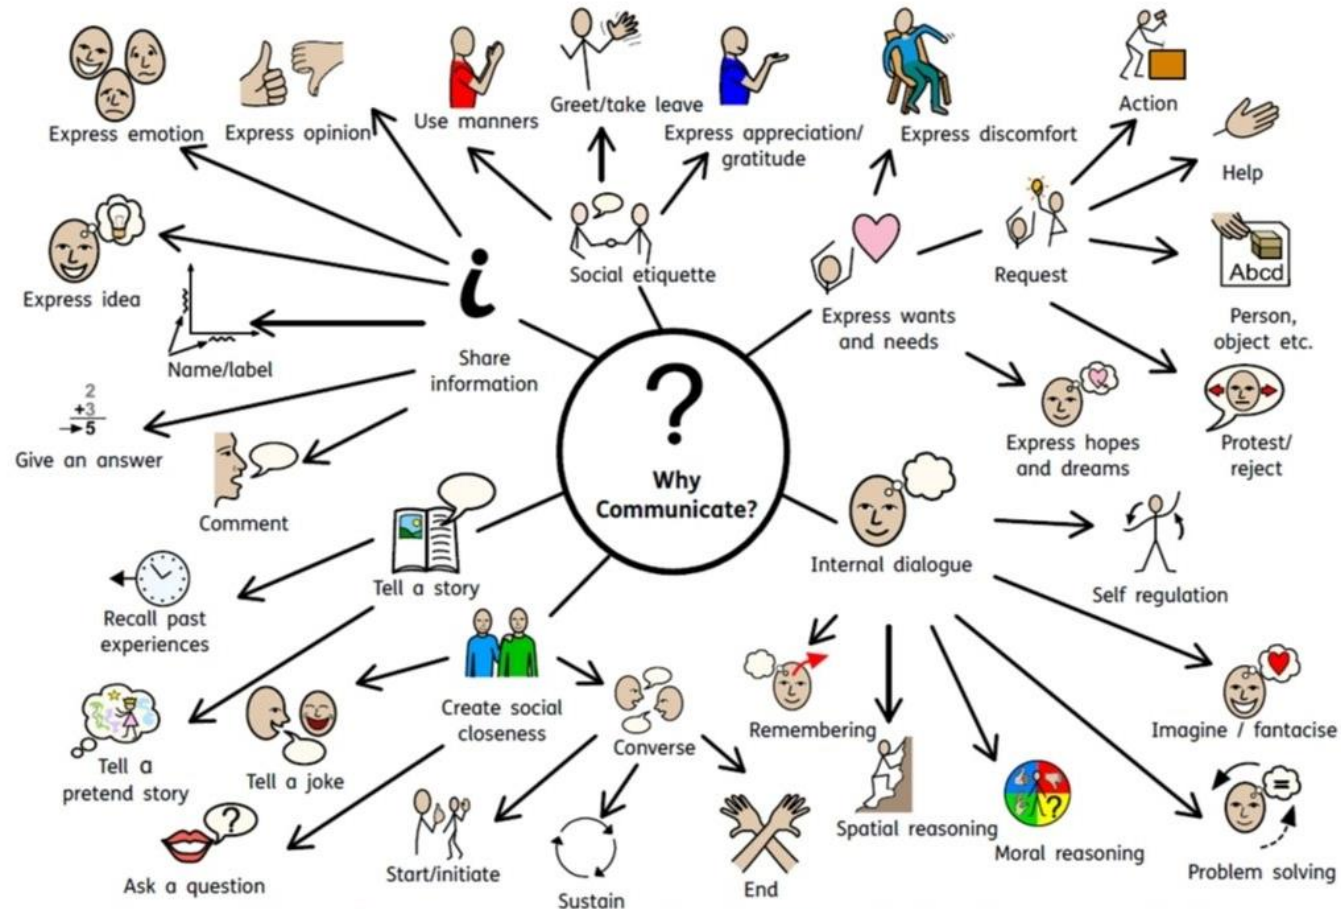 Express emotion
Express opinion
Use manners
Greet/take leave
Express appreciation/
gratitude
Express discomfort
Action
Help
Express idea
Social etiquette
Request
Abcd
Person,
object etc.
Express wants
and needs
Name/label
Share
information
?
Why
Communicate?
2
+3
5
Give an answer
Comment
Express hopes
and dreams
Protest/
reject
Tell a story
Internal dialogue
Self regulation
Recall past
experiences
Create social
closeness
Converse
Remembering
Imagine / fantacise
Tell a
pretend story
Tell a joke
?
Ask a question
Start/initiate
Sustain
End
Spatial reasoning
?
Moral reasoning
=
Problem solving